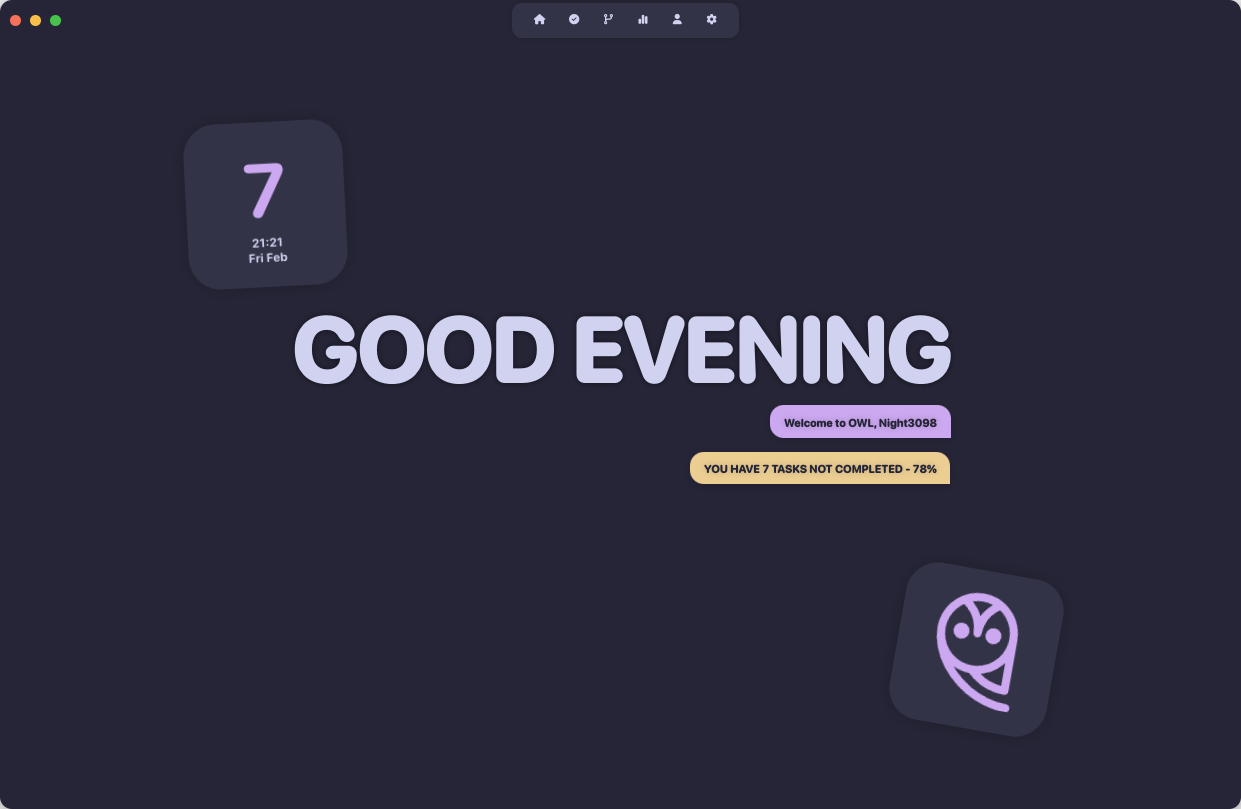 7
21:21
Fri Feb
GOOD EVENING
Welcome to OWL, Night3098
YOU HAVE 7 TASKS NOT COMPLETED - 78%